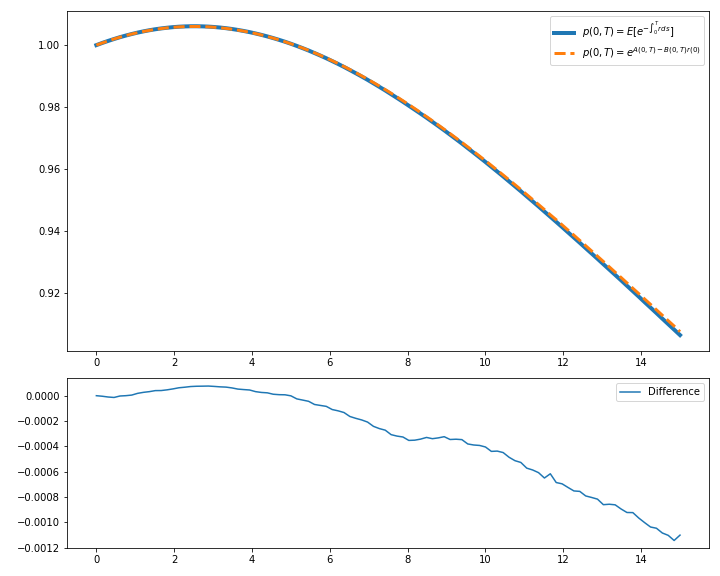 1.00
0.98
0.96
0.94
0.92
p(0, T) = E[e^{-∫_0^T rds}]
p(0, T) = e^{A(0, T) − B(0, T)r(0)}
0 2 4 6 8 10 12 14
0.0000
−0.0002
−0.0004
−0.0006
−0.0008
−0.0010
−0.0012
Difference
0 2 4 6 8 10 12 14